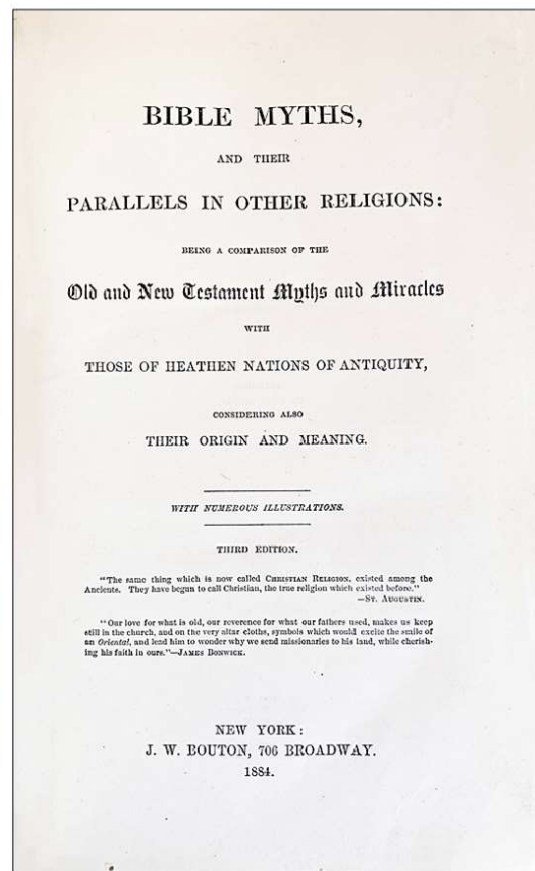 BIBLE MYTHS,
AND THEIR
PARALLELS IN OTHER RELIGIONS:
BEING A COMPARISON OF THE
Old and New Testament Myths and Miracles
WITH
THOSE OF HEATHEN NATIONS OF ANTIQUITY,
CONSIDERING ALSO
THEIR ORIGIN AND MEANING.
WITH NUMEROUS ILLUSTRATIONS.
THIRD EDITION.
"The same thing which is now called CHRISTIAN RELIGION, existed among the
Ancients. They have begun to call Christian, the true religion which existed before."
—ST. AUGUSTIN.
"Our love for what is old, our reverence for what our fathers used, makes us keep
still in the church, and on the very altar cloths, symbols which would excite the smile of
an Oriental, and lead him to wonder why we send missionaries to his land, while cherish-
ing his faith in ours."—JAMES BONWICK.
NEW YORK:
J. W. BOUTON, 706 BROADWAY.
1884.